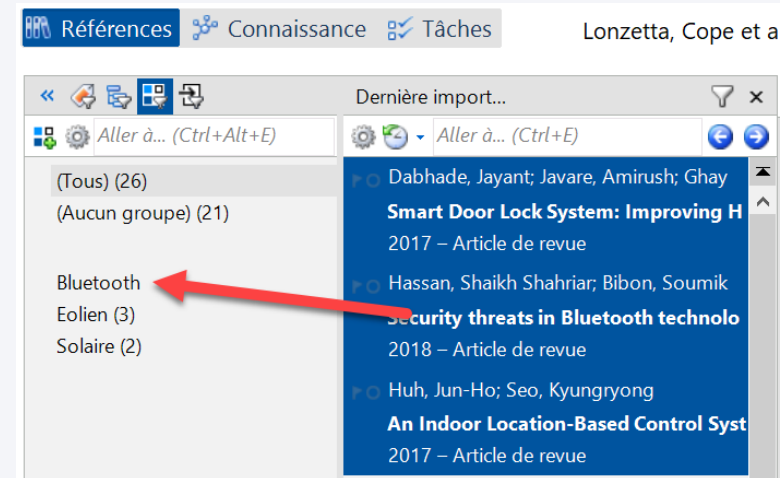 Références Connaissance Tâches Lonzetta, Cope et a
Dernière import...
Aller à... (Ctrl+Alt+E) Aller à... (Ctrl+E)
(Tous) (26)
(Aucun groupe) (21)
Bluetooth
Eolien (3)
Solaire (2)
Dabhade, Jayant; Javare, Amirush; Ghay
Smart Door Lock System: Improving H
2017 – Article de revue
Hassan, Shaikh Shahriar; Bibon, Soumik
Security threats in Bluetooth technolo
2018 – Article de revue
Huh, Jun-Ho; Seo, Kyungryong
An Indoor Location-Based Control Syst
2017 – Article de revue